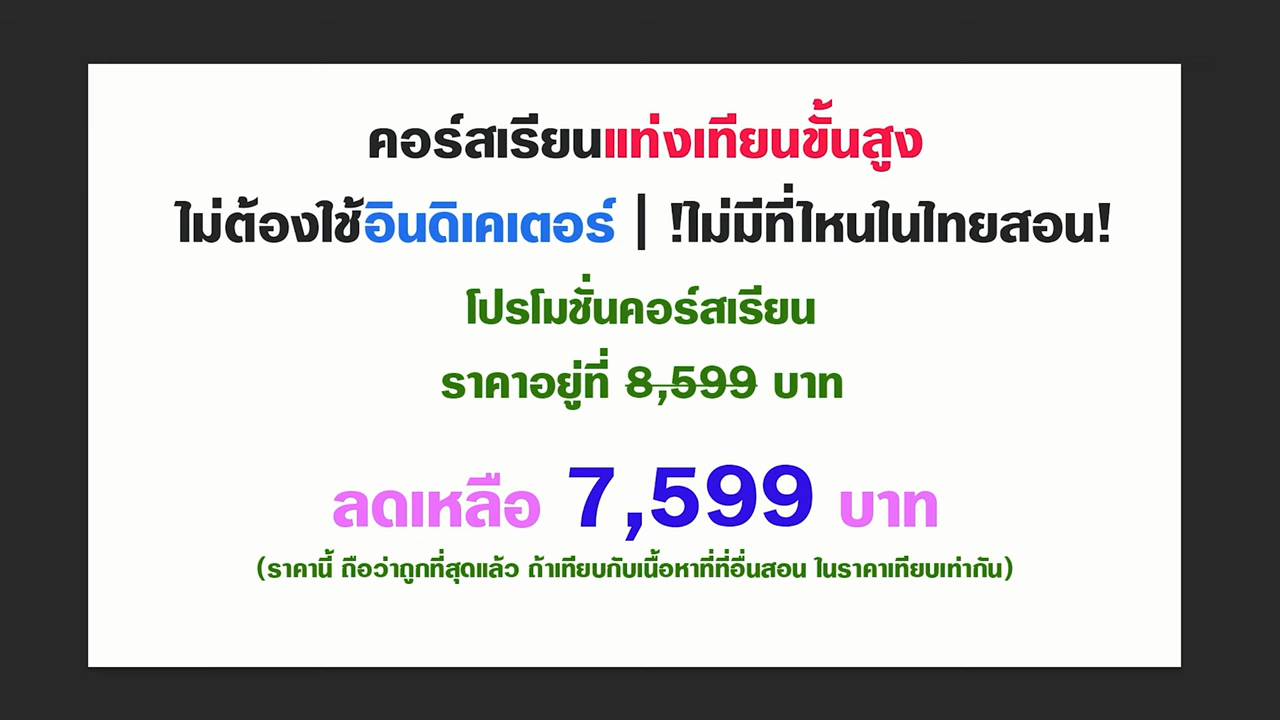 คอร์สเรียนแท่งเทียนขั้นสูง
ไม่ต้องใช้อินดิเคเตอร์ | !ไม่มีที่ไหนในไทยสอน!
โปรโมชั่นคอร์สเรียน
ราคาอยู่ที่ 8,599 บาท
ลดเหลือ 7,599 บาท
(ราคานี้ ถือว่าถูกที่สุดแล้ว ถ้าเทียบกับเนื้อหาที่ที่อื่นสอน ในราคาเทียบเท่ากัน)